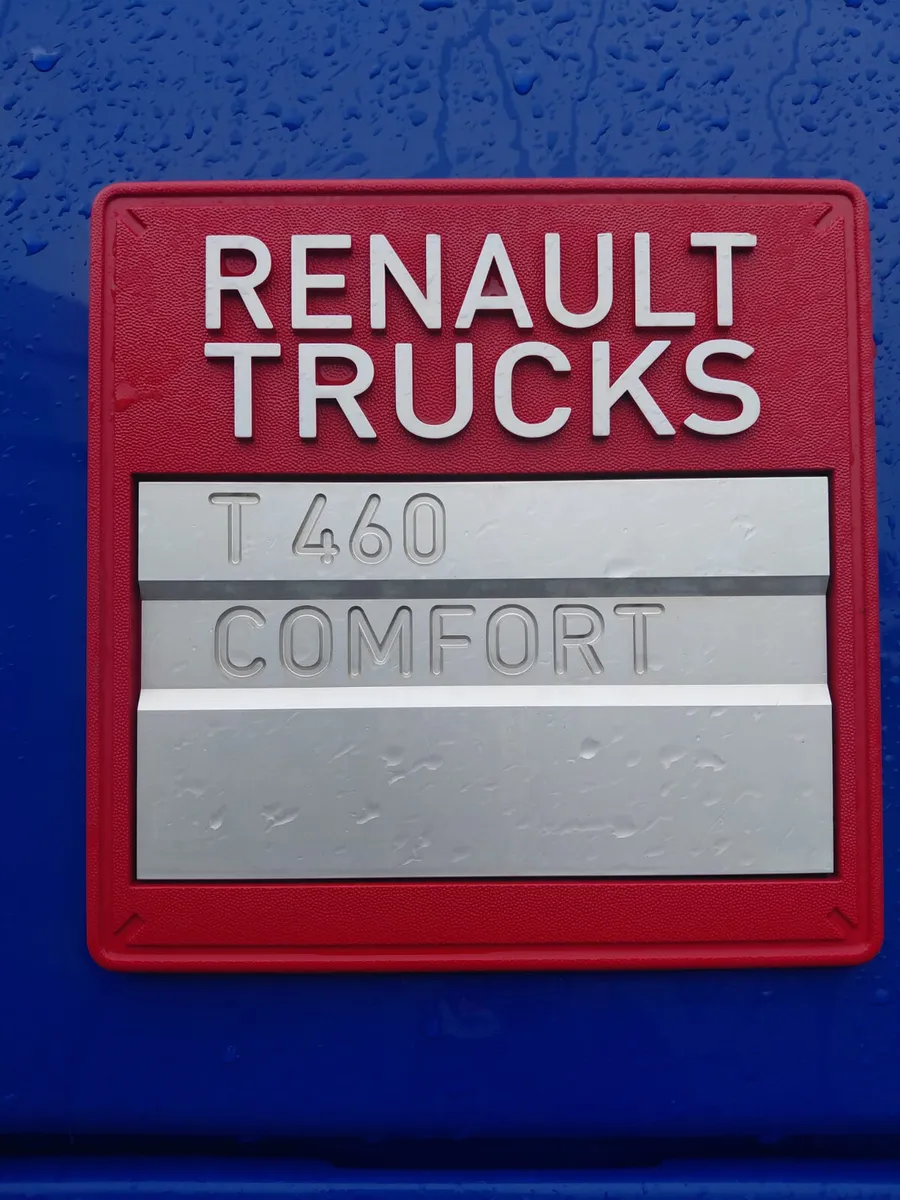 RENAULT
TRUCKS
T 460
COMFORT